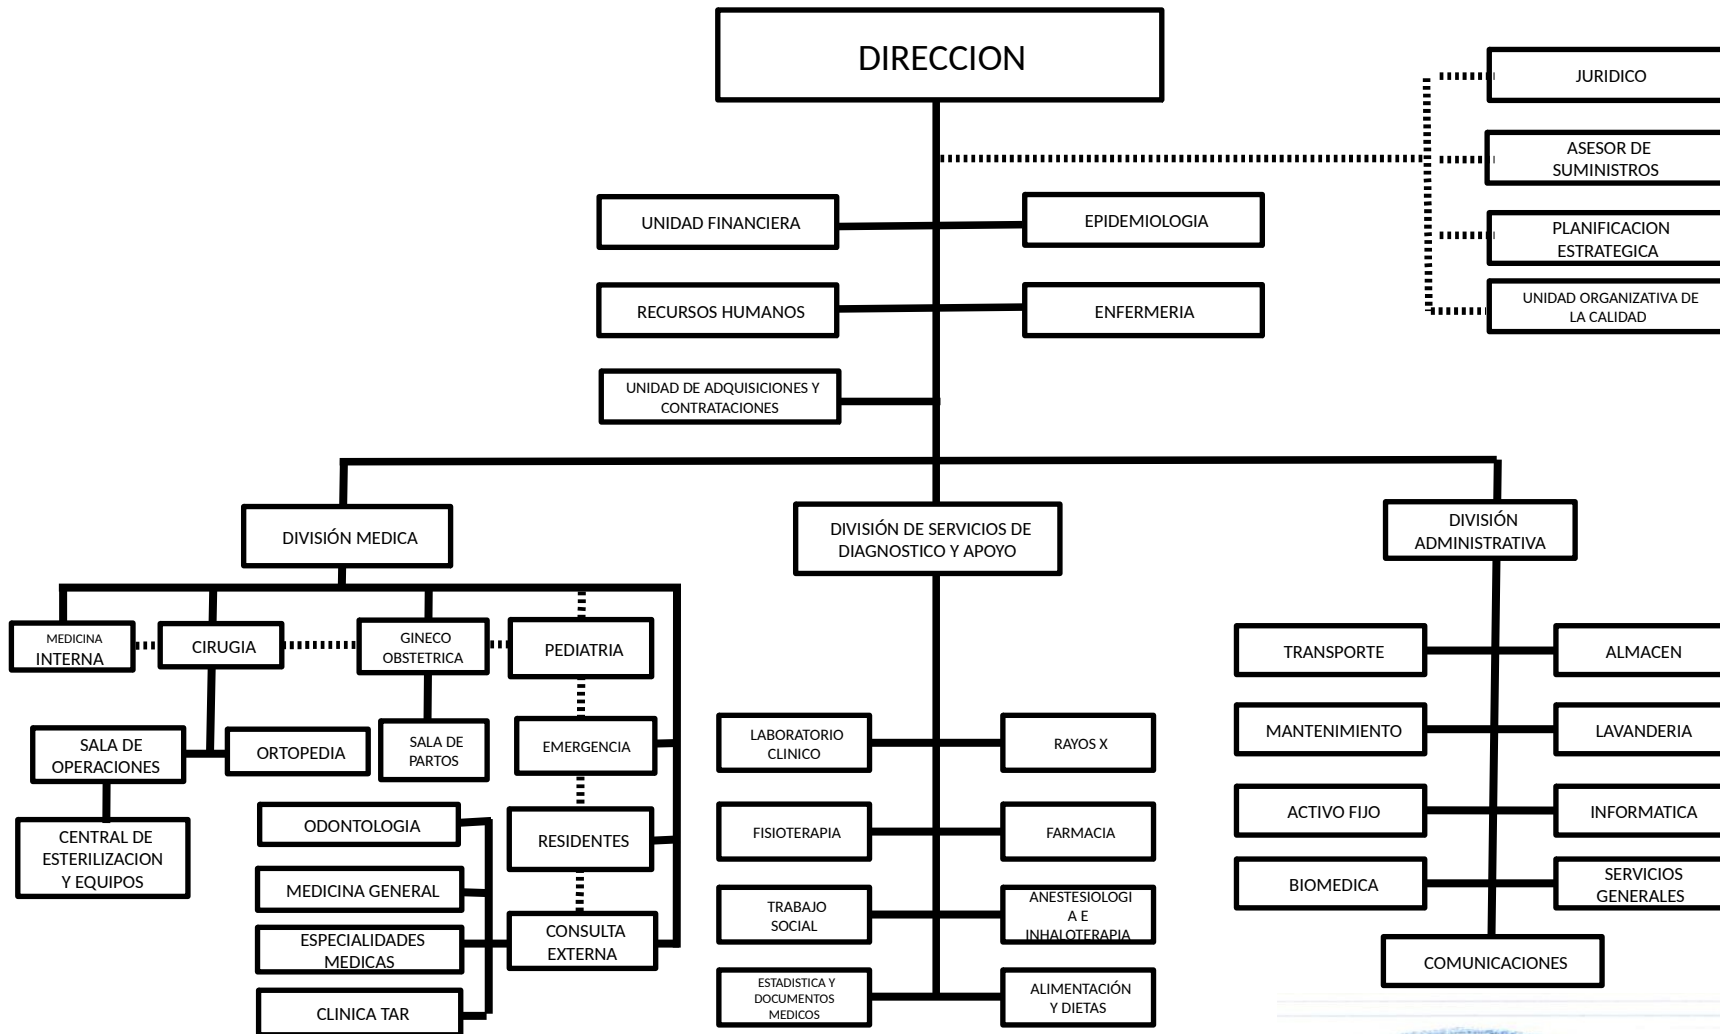 DIRECCION
JURIDICO
ASESOR DE
SUMINISTROS
UNIDAD FINANCIERA
EPIDEMIOLOGIA
PLANIFICACION
ESTRATEGICA
RECURSOS HUMANOS
ENFERMERIA
UNIDAD ORGANIZATIVA DE
LA CALIDAD
UNIDAD DE ADQUISICIONES Y
CONTRATACIONES
DIVISIÓN MEDICA
DIVISIÓN DE SERVICIOS DE
DIAGNOSTICO Y APOYO
DIVISIÓN
ADMINISTRATIVA
MEDICINA
INTERNA
CIRUGIA
GINECO
OBSTETRICA
PEDIATRIA
SALA DE
OPERACIONES
ORTOPEDIA
SALA DE
PARTOS
EMERGENCIA
CENTRAL DE
ESTERILIZACION
Y EQUIPOS
ODONTOLOGIA
RESIDENTES
MEDICINA GENERAL
ESPECIALIDADES
MEDICAS
CONSULTA
EXTERNA
CLINICA TAR
LABORATORIO
CLINICO
RAYOS X
FISIOTERAPIA
FARMACIA
TRABAJO
SOCIAL
ANESTESIOLOGI
A E
INHALOTERAPIA
ESTADISTICA Y
DOCUMENTOS
MEDICOS
ALIMENTACIÓN
Y DIETAS
TRANSPORTE
ALMACEN
MANTENIMIENTO
LAVANDERIA
ACTIVO FIJO
INFORMATICA
BIOMEDICA
SERVICIOS
GENERALES
COMUNICACIONES